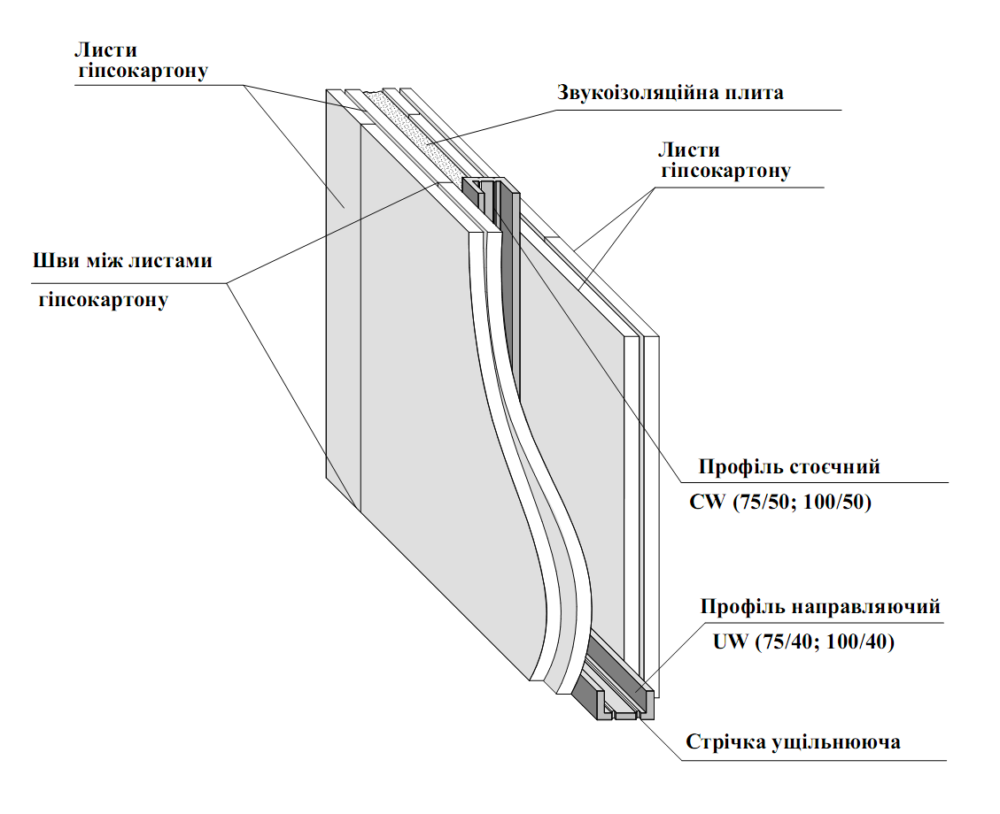 Листи
гіпсокартону
Звукоізоляційна плита
Листи
гіпсокартону
Шви між листами
гіпсокартону
Профіль стоєчний
CW (75/50; 100/50)
Профіль направляючий
UW (75/40; 100/40)
Стрічка ущільнююча